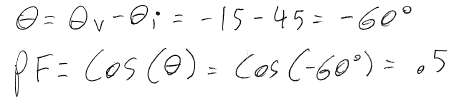 θ = θv - θi = -15 - 45 = -60°
PF = Cos(θ) = Cos(-60°) = .5